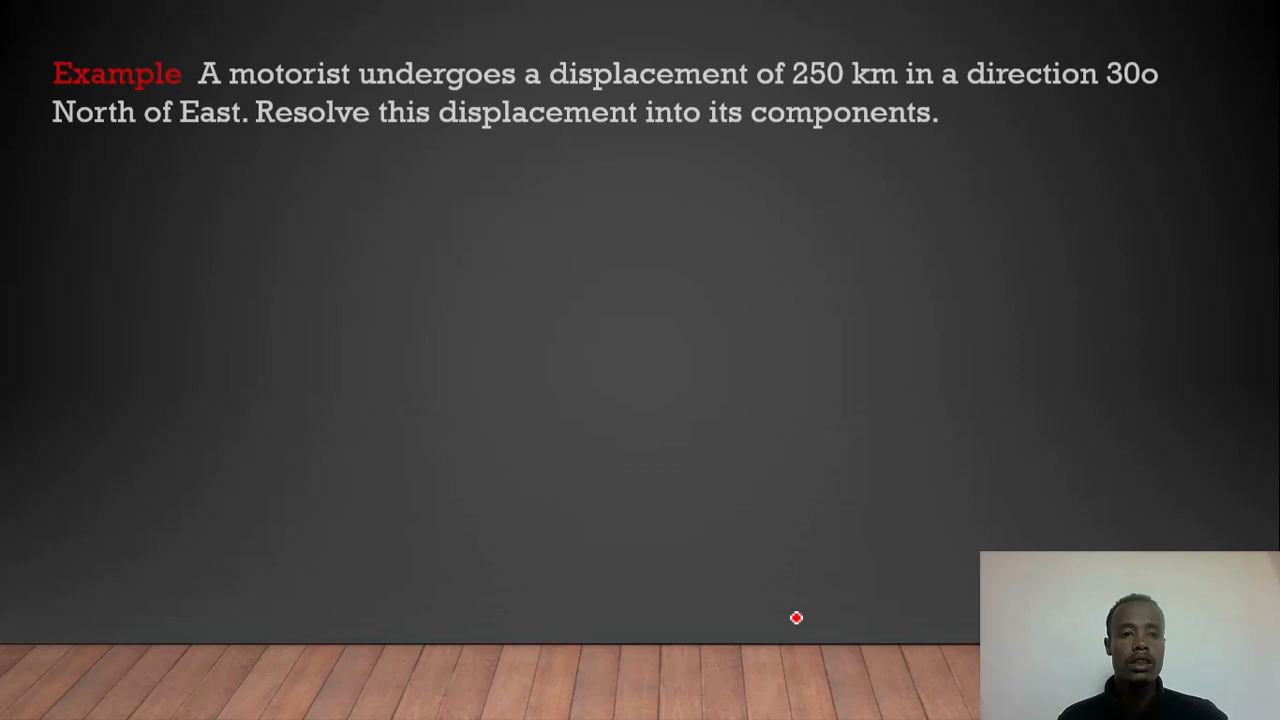 Example A motorist undergoes a displacement of 250 km in a direction 30o
North of East. Resolve this displacement into its components.